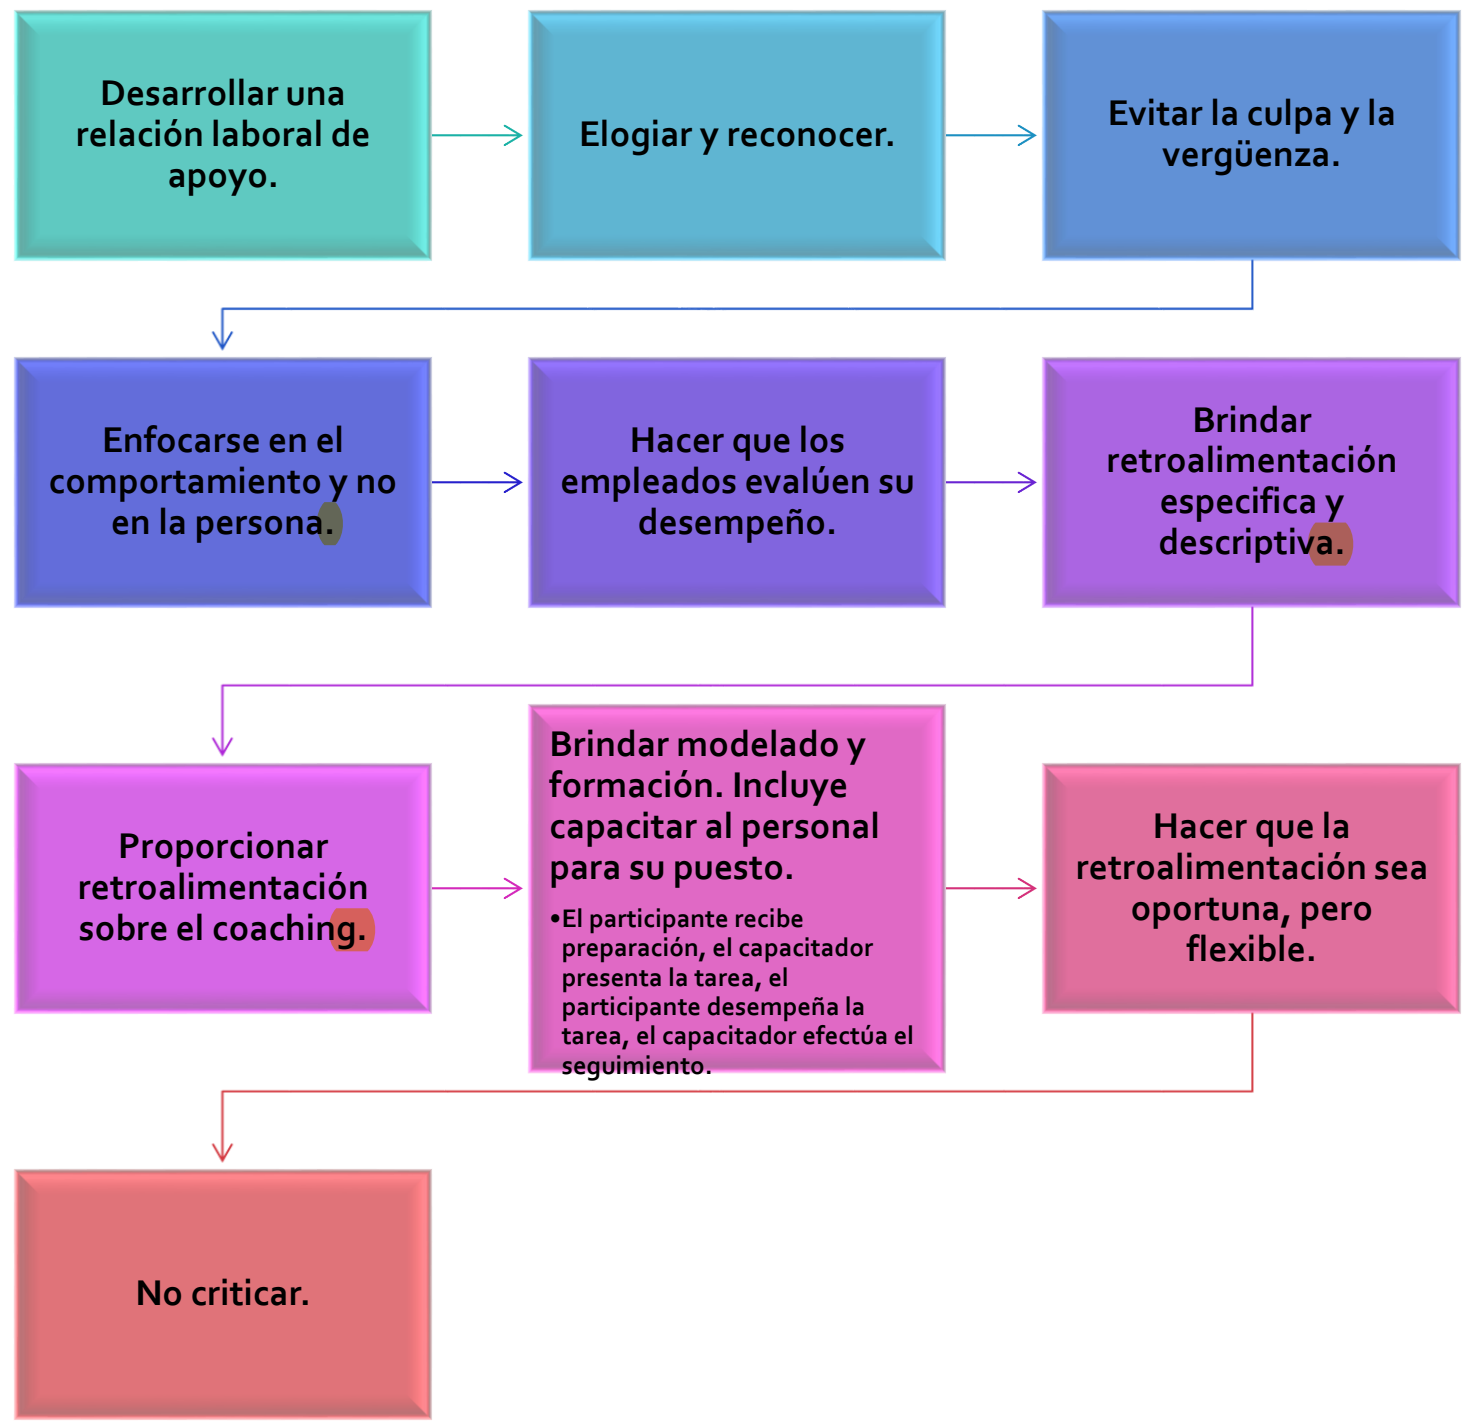 Desarrollar una
relación laboral de
apoyo.
Elogiar y reconocer.
Evitar la culpa y la
vergüenza.
Enfocarse en el
comportamiento y no
en la persona.
Hacer que los
empleados evalúen su
desempeño.
Brindar
retroalimentación
especifica y
descriptiva.
Proporcionar
retroalimentación
sobre el coaching.
Brindar modelado y
formación. Incluye
capacitar al personal
para su puesto.
•El participante recibe
preparación, el capacitador
presenta la tarea, el
participante desempeña la
tarea, el capacitador efectúa el
seguimiento.
Hacer que la
retroalimentación sea
oportuna, pero
flexible.
No criticar.